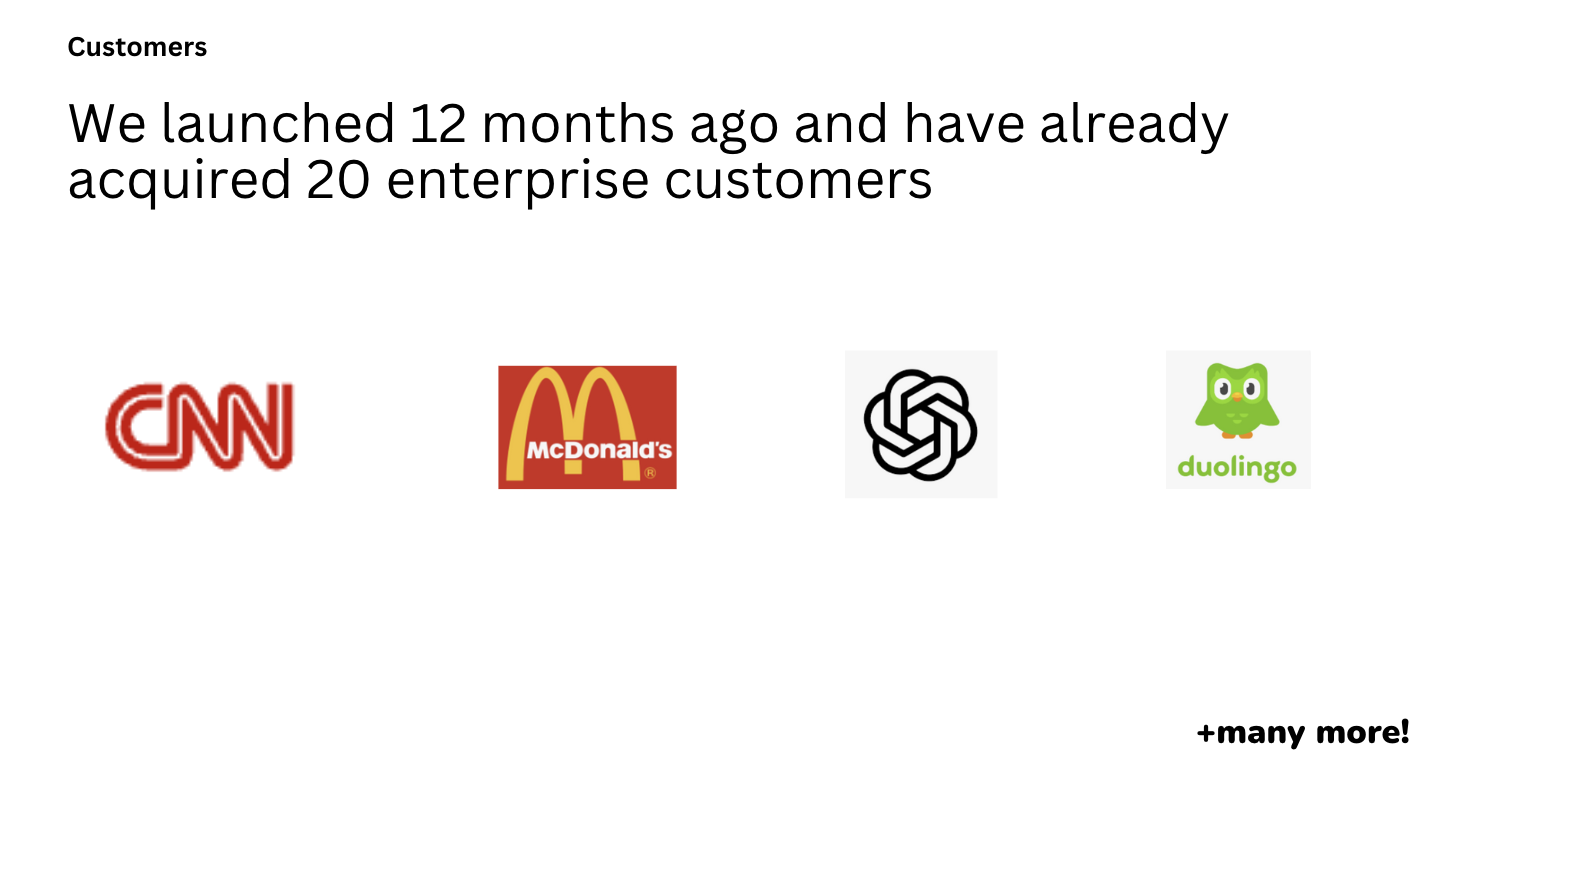 Customers
We launched 12 months ago and have already
acquired 20 enterprise customers
CNN
McDonald's
®
duolingo
+many more!